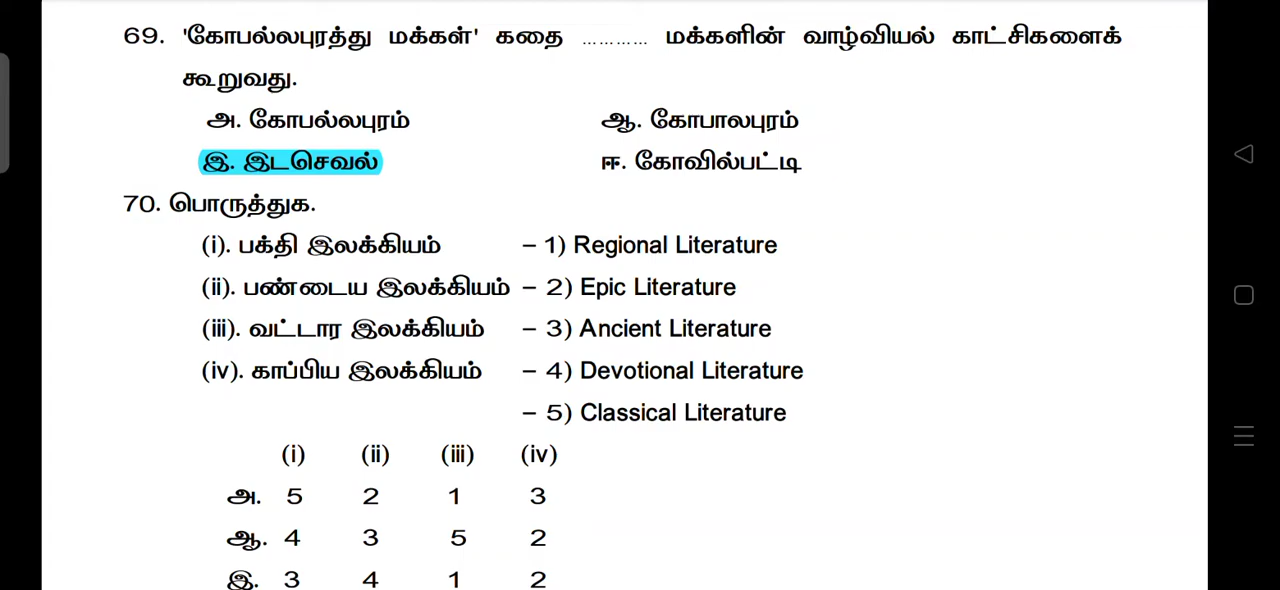 69. 'கோபல்லபுரத்து மக்கள்' கதை ............ மக்களின் வாழ்வியல் காட்சிகளைக்
கூறுவது.
அ. கோபல்லபுரம் ஆ. கோபாலபுரம்
இ. இடசெவல் ஈ. கோவில்பட்டி
70. பொருத்துக.
(i). பக்தி இலக்கியம் – 1) Regional Literature
(ii). பண்டைய இலக்கியம் – 2) Epic Literature
(iii). வட்டார இலக்கியம் – 3) Ancient Literature
(iv). காப்பிய இலக்கியம் – 4) Devotional Literature
– 5) Classical Literature
(i) (ii) (iii) (iv)
அ. 5 2 1 3
ஆ. 4 3 5 2
இ. 3 4 1 2